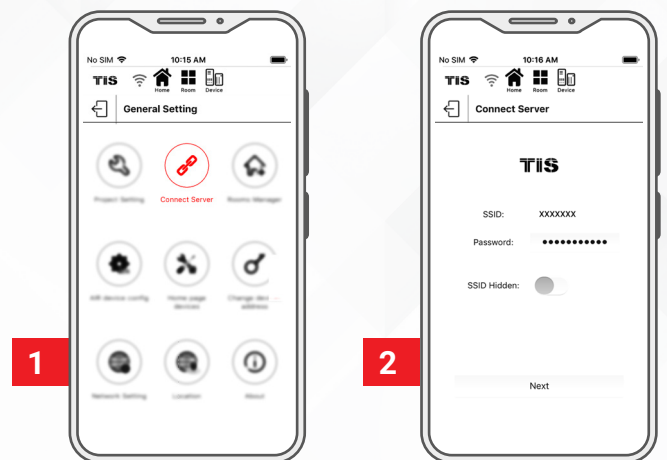 No SIM 10:15 AM
TIS Home Room Device
General Setting
Project Setting Connect Server Rooms Manager
AIR device config Home page devices Change device address
Network Setting Location About
1
No SIM 10:16 AM
TIS Home Room Device
Connect Server
TIS
SSID: XXXXXXX
Password: •••••••••••
SSID Hidden:
Next
2